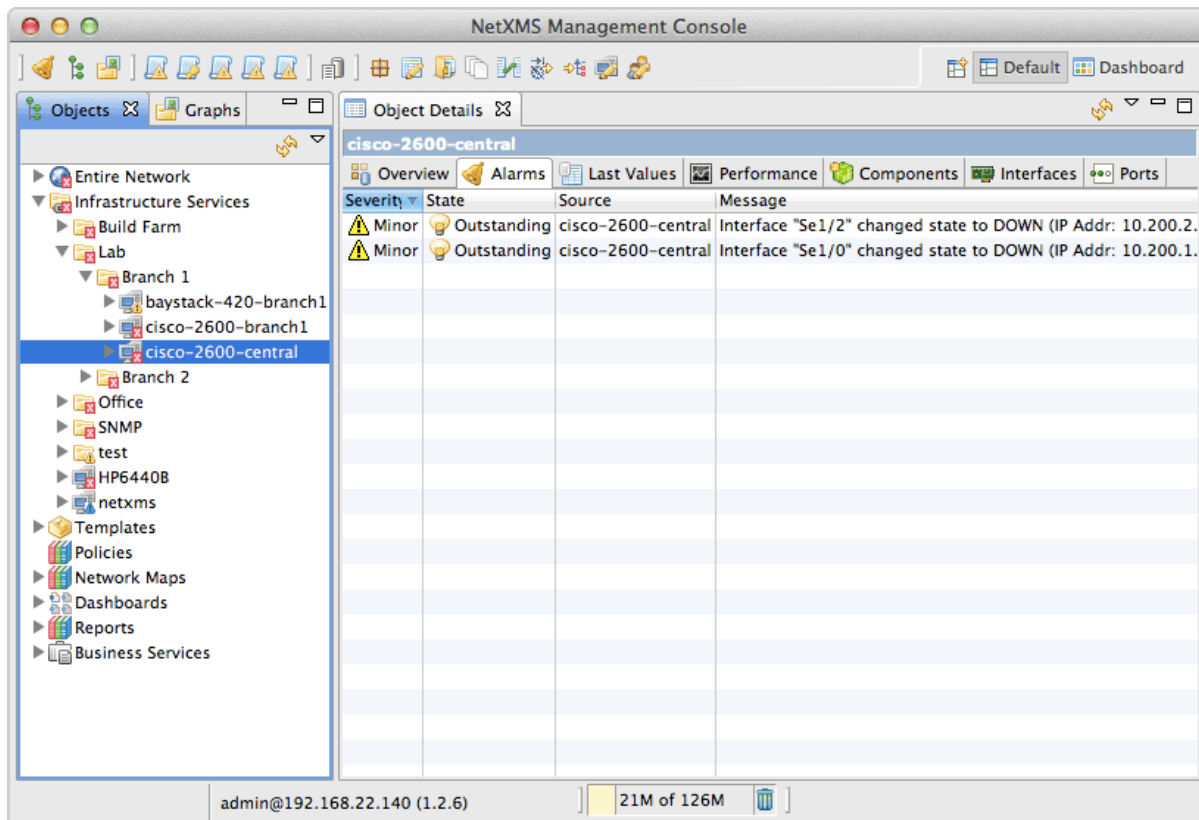 NetXMS Management Console
Default Dashboard
Objects Graphs
Object Details
cisco-2600-central
Overview Alarms Last Values Performance Components Interfaces Ports
Severity State Source Message
Minor Outstanding cisco-2600-central Interface "Se1/2" changed state to DOWN (IP Addr: 10.200.2.
Minor Outstanding cisco-2600-central Interface "Se1/0" changed state to DOWN (IP Addr: 10.200.1.
Entire Network
Infrastructure Services
Build Farm
Lab
Branch 1
baystack-420-branch1
cisco-2600-branch1
cisco-2600-central
Branch 2
Office
SNMP
test
HP6440B
netxms
Templates
Policies
Network Maps
Dashboards
Reports
Business Services
admin@192.168.22.140 (1.2.6)
21M of 126M